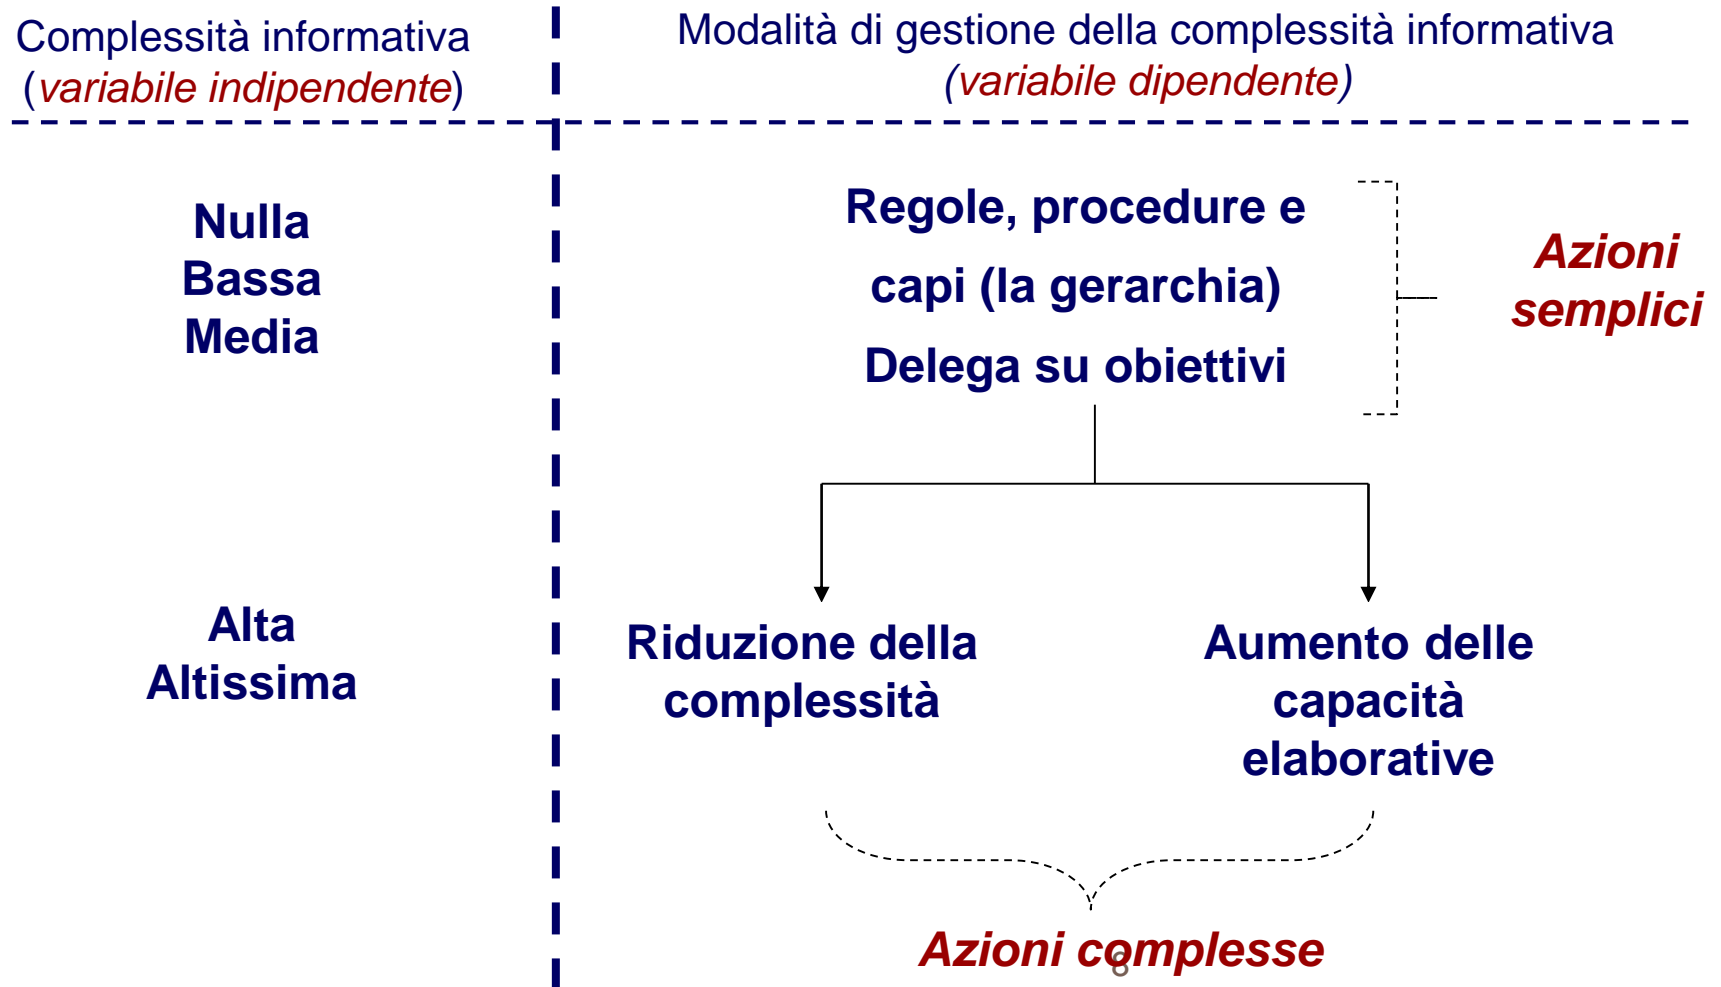 Complessità informativa
(variabile indipendente)
Modalità di gestione della complessità informativa
(variabile dipendente)
Nulla
Bassa
Media
Regole, procedure e
capi (la gerarchia)
Delega su obiettivi
Azioni
semplici
Alta
Altissima
Riduzione della
complessità
Aumento delle
capacità
elaborative
Azioni complesse
8